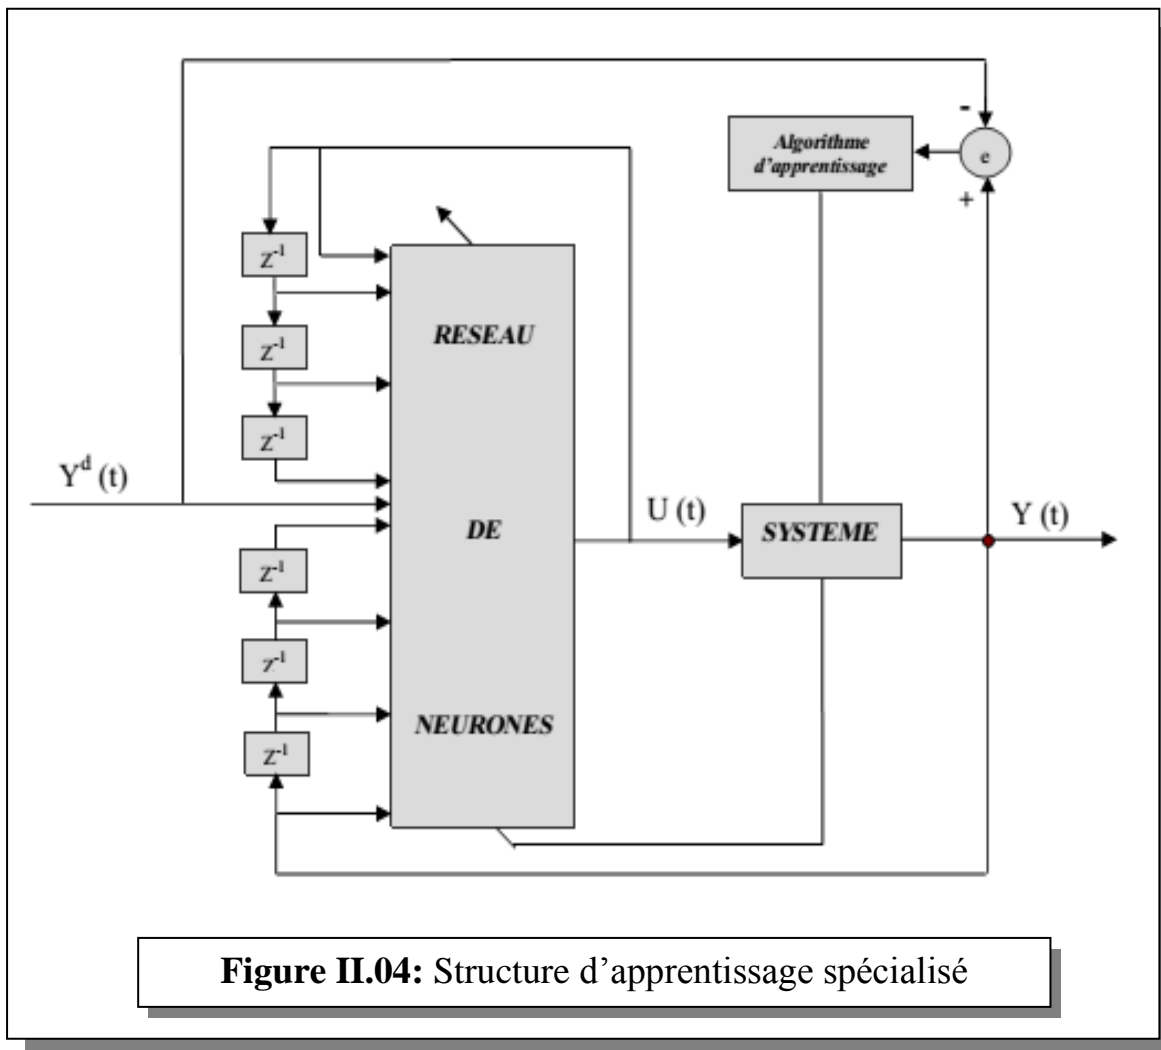 -
Algorithme
d'apprentissage
e
+
Z⁻¹
RESEAU
Z⁻¹
Z⁻¹
Yᵈ (t)
U (t)
Y (t)
DE
SYSTEME
Z⁻¹
Z⁻¹
NEURONES
Z⁻¹
Figure II.04: Structure d'apprentissage spécialisé